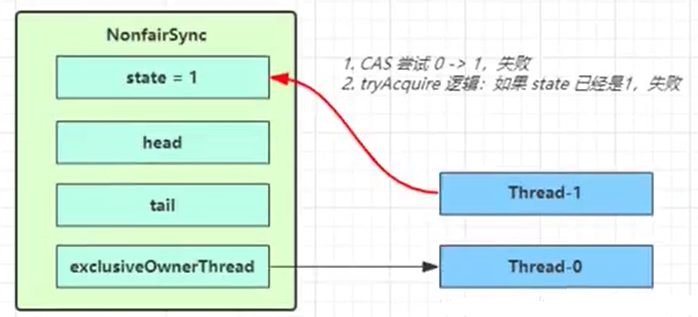 NonfairSync
state = 1
head
tail
exclusiveOwnerThread
1. CAS 尝试 0 -> 1，失败
2. tryAcquire 逻辑：如果 state 已经是1，失败
Thread-1
Thread-0